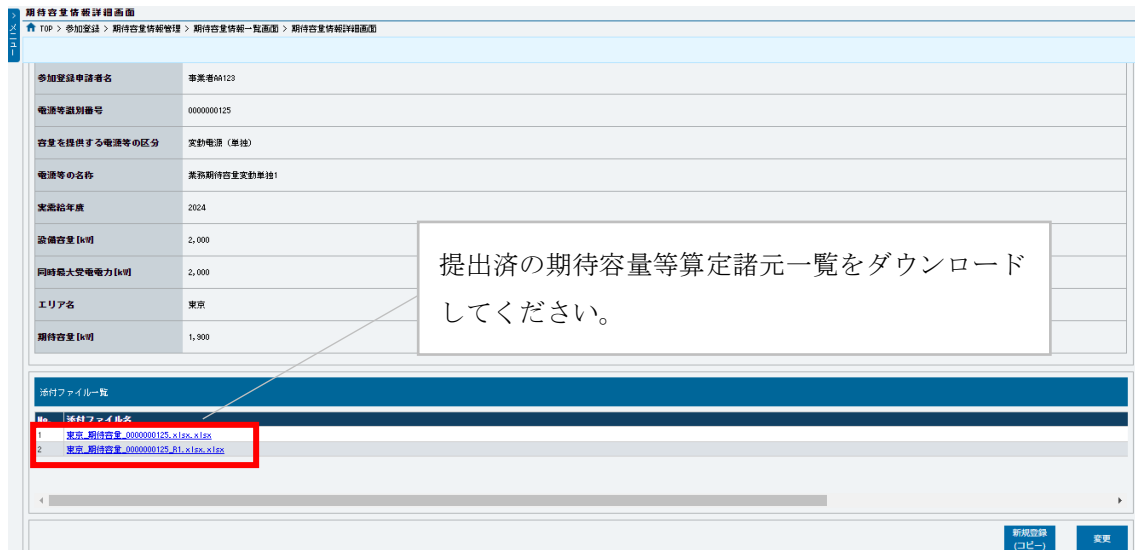 期待容量情報詳細画面
> メニュー
TOP > 参加登録 > 期待容量情報管理 > 期待容量情報一覧画面 > 期待容量情報詳細画面
参加登録申請者名 事業者AA123
電源等識別番号 0000000125
容量を提供する電源等の区分 変動電源（単独）
電源等の名称 業務期待容量変動単独1
実需給年度 2024
設備容量[kW] 2,000
同時最大受電電力[kW] 2,000
エリア名 東京
期待容量[kW] 1,900
提出済の期待容量等算定諸元一覧をダウンロード
してください。
添付ファイル一覧
No. 添付ファイル名
1 東京_期待容量_0000000125.xlsx.xlsx
2 東京_期待容量_0000000125_R1.xlsx.xlsx
新規登録
(コピー)
変更